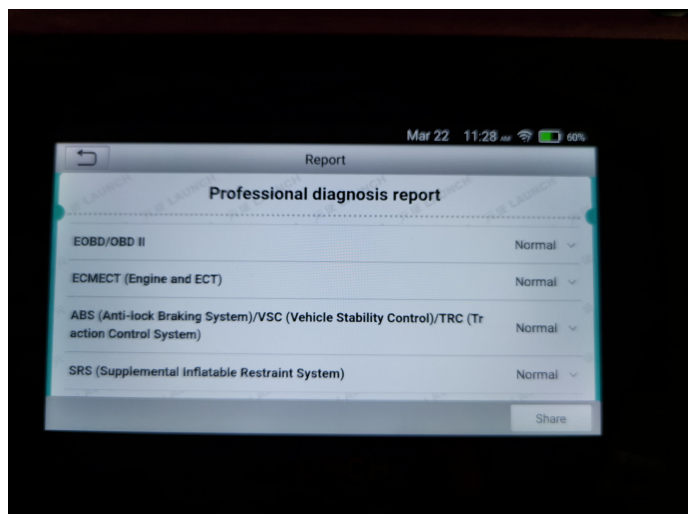 Mar 22 11:28 AM 60%
Report
Professional diagnosis report
EOBD/OBD II Normal
ECMECT (Engine and ECT) Normal
ABS (Anti-lock Braking System)/VSC (Vehicle Stability Control)/TRC (Tr
action Control System) Normal
SRS (Supplemental Inflatable Restraint System) Normal
Share